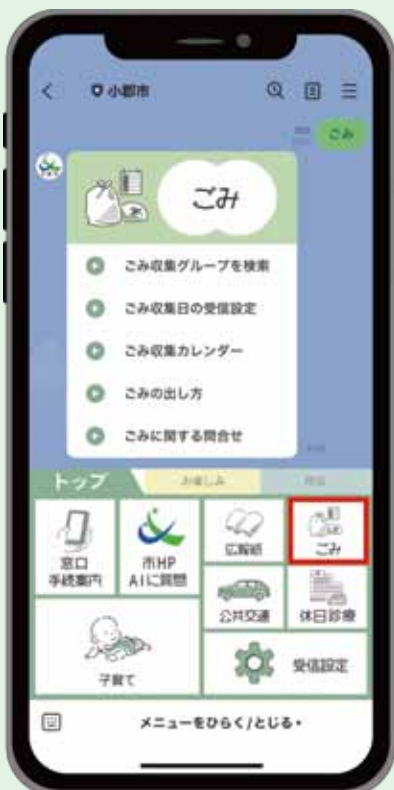 小郡市
ごみ
ごみ
ごみ収集グループを検索
ごみ収集日の受信設定
ごみ収集カレンダー
ごみの出し方
ごみに関する問合せ
トップ
お楽しみ
窓口
手続案内
市HP
AIに質問
広報紙
ごみ
公共交通
休日診療
子育て
受信設定
メニューをひらく/とじる